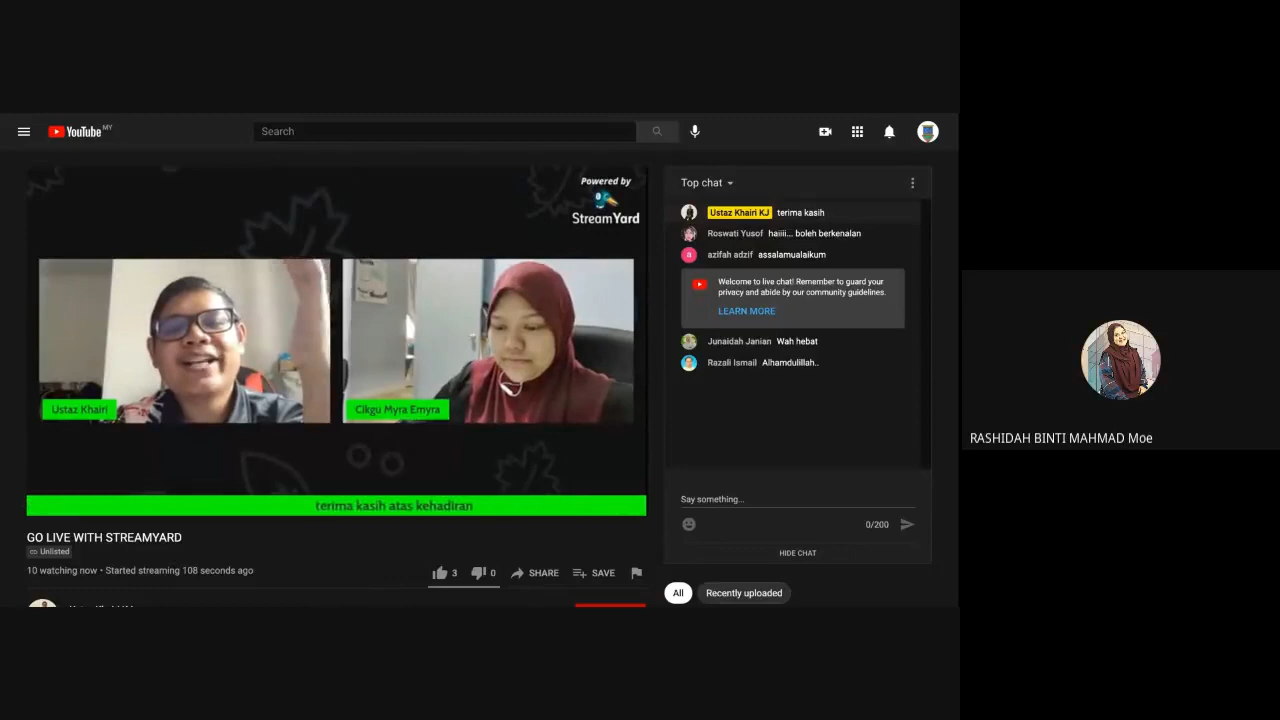 YouTube MY
Search
Powered by
StreamYard
Ustaz Khairi
Cikgu Myra Emyra
terima kasih atas kehadiran
GO LIVE WITH STREAMYARD
Unlisted
10 watching now • Started streaming 108 seconds ago
3
0
SHARE
SAVE
Top chat
Ustaz Khairi KJ terima kasih
Roswati Yusof haiiii... boleh berkenalan
a
azifah adzif assalamualaikum
Welcome to live chat! Remember to guard your
privacy and abide by our community guidelines.
LEARN MORE
Junaidah Janian Wah hebat
Razali Ismail Alhamdulillah..
Say something...
0/200
HIDE CHAT
All
Recently uploaded
RASHIDAH BINTI MAHMAD Moe